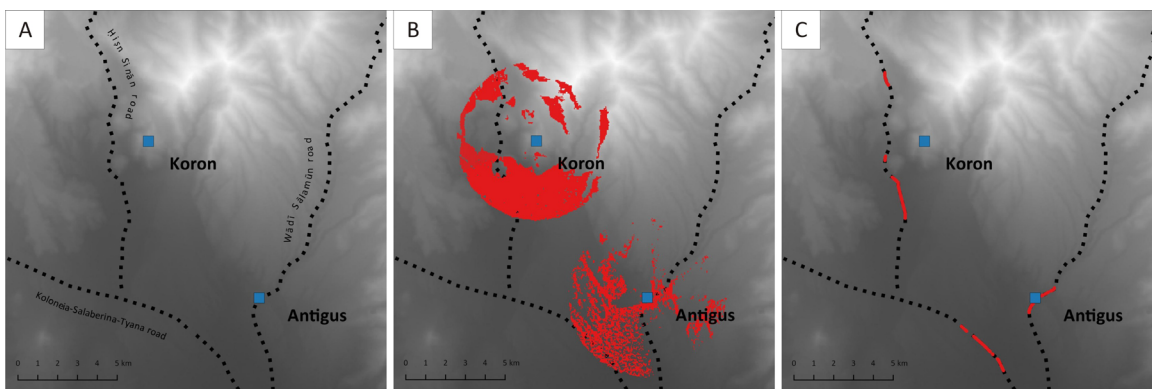 A
Ḥiṣn Sinān road
Koron
Wādī Salamūn road
Antigus
Koloneia-Salaberina-Tyana road
0 1 2 3 4 5 km
B
Koron
Antigus
0 1 2 3 4 5 km
C
Koron
Antigus
0 1 2 3 4 5 km